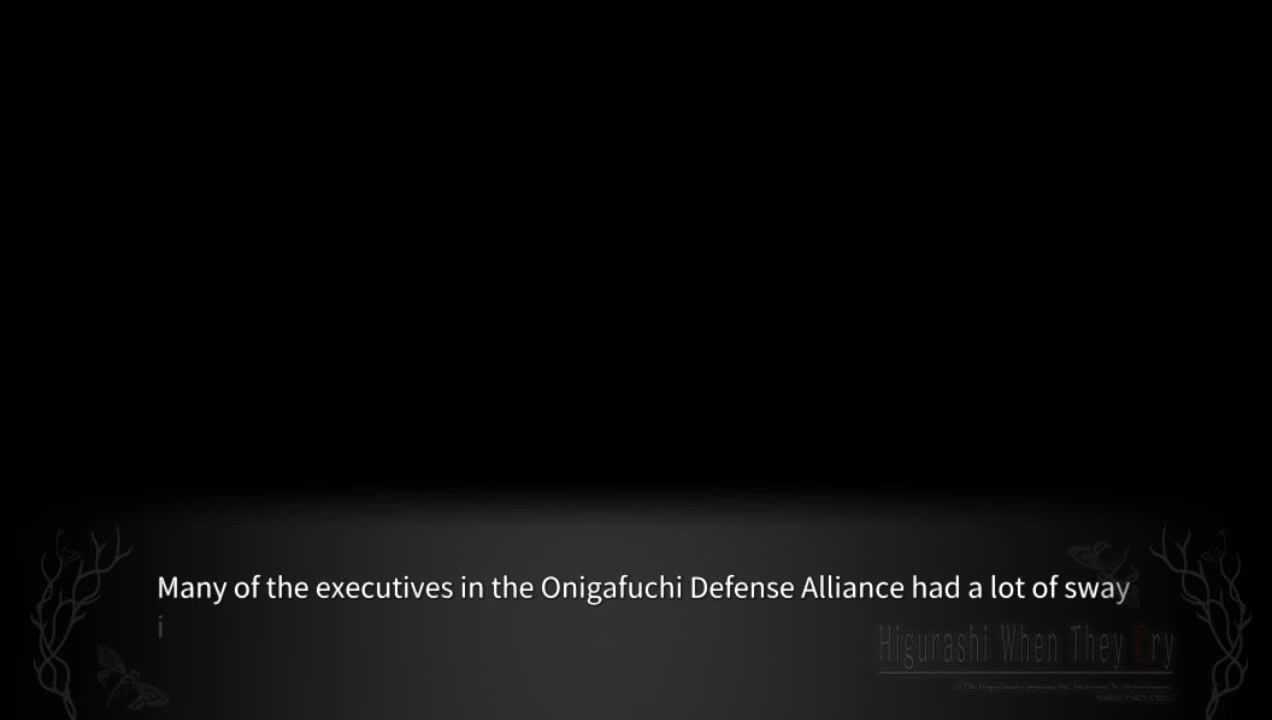 Many of the executives in the Onigafuchi Defense Alliance had a lot of sway
i
Higurashi When They Cry